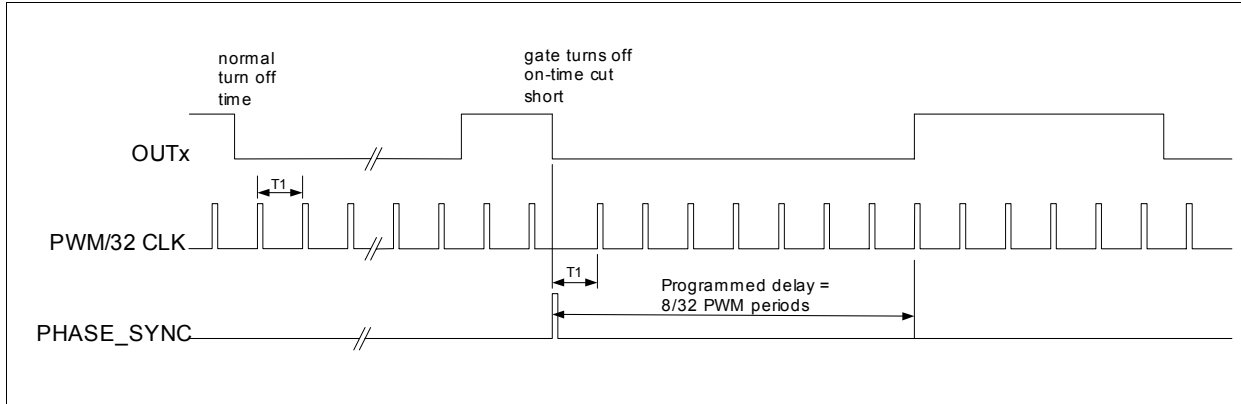 normal
turn off
time
gate turns off
on-time cut
short
OUTx
T1
PWM/32 CLK
T1
Programmed delay =
8/32 PWM periods
PHASE_SYNC